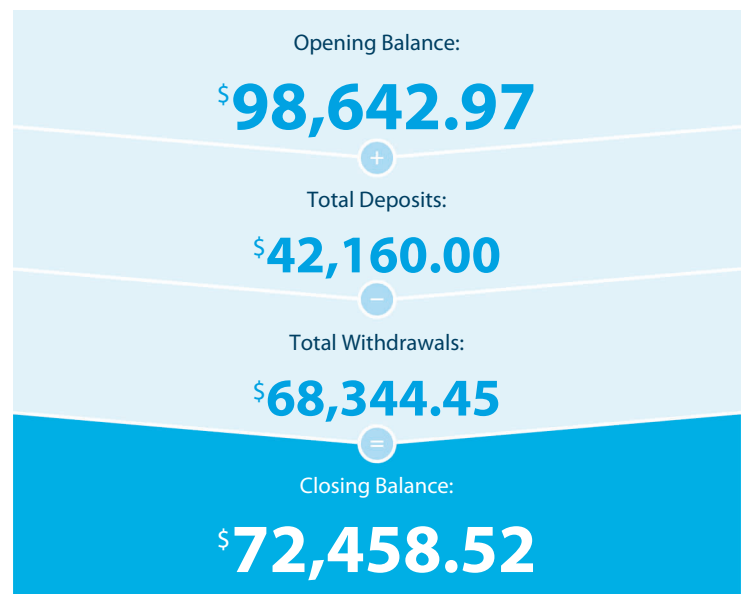 Opening Balance:
$98,642.97
+
Total Deposits:
$42,160.00
−
Total Withdrawals:
$68,344.45
=
Closing Balance:
$72,458.52